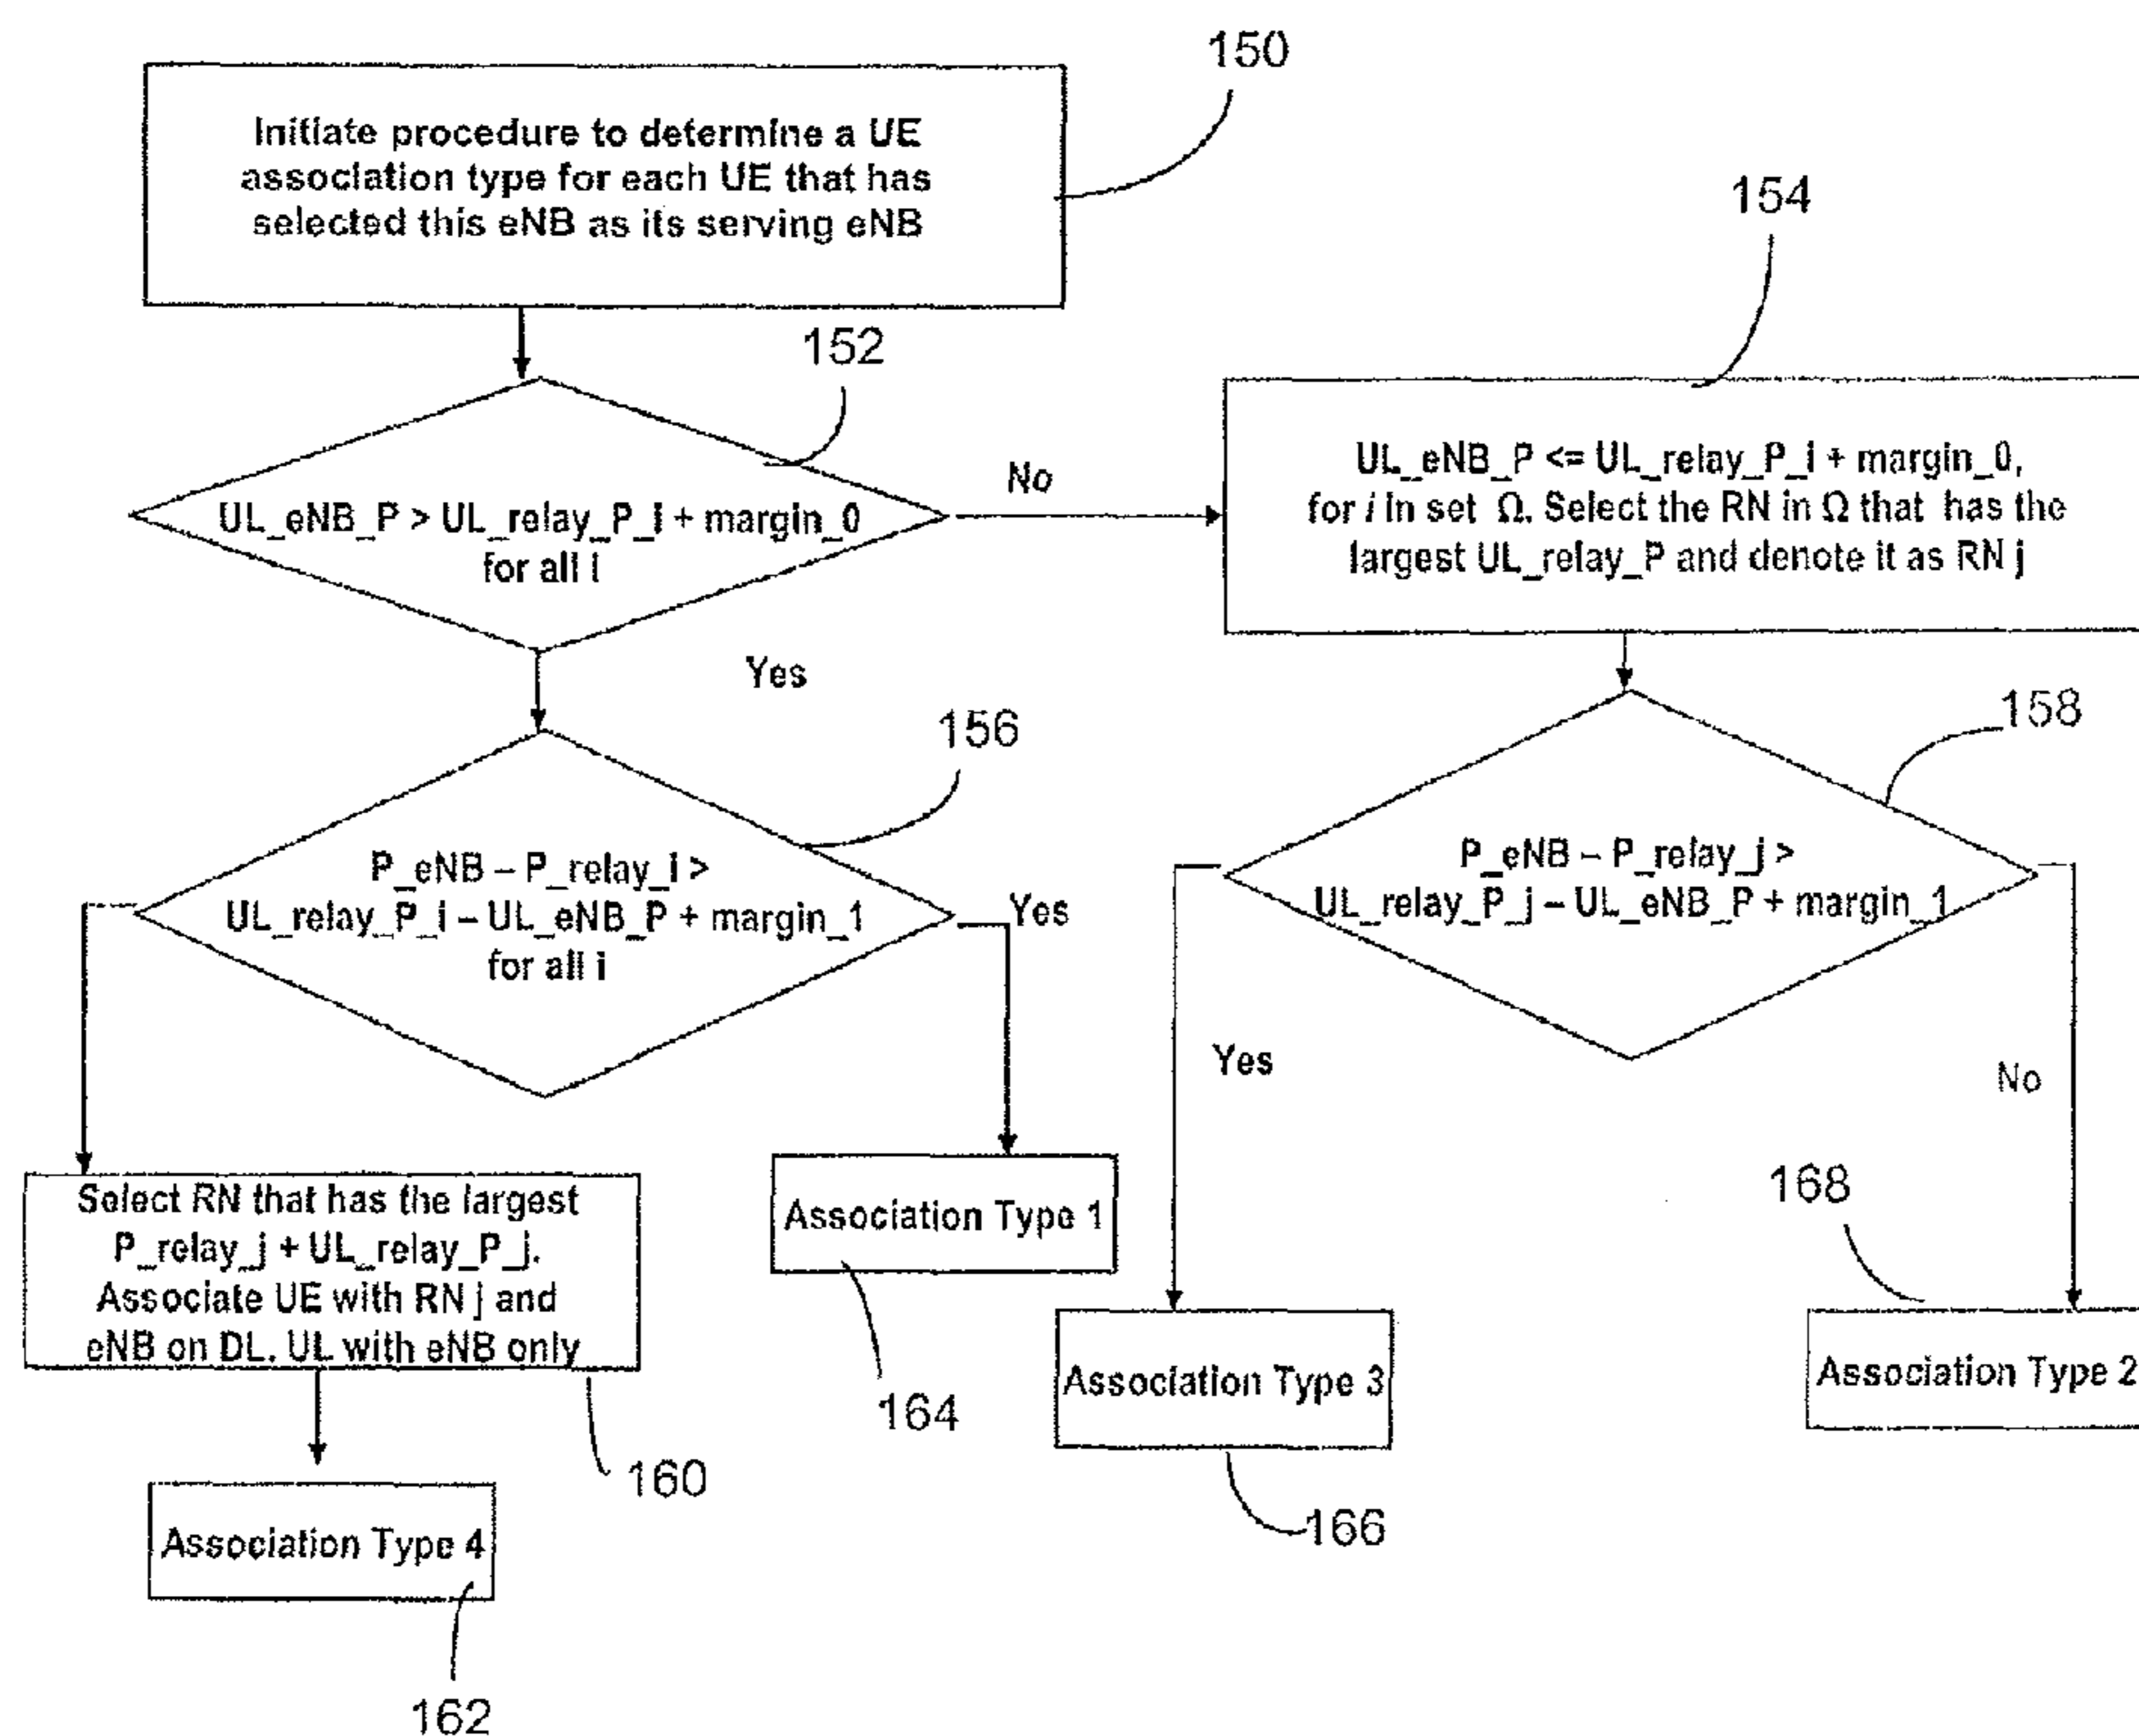 150
Initiate procedure to determine a UE
association type for each UE that has
selected this eNB as its serving eNB
152
UL_eNB_P > UL_relay_P_i + margin_0
for all i
No
Yes
154
UL_eNB_P <= UL_relay_P_i + margin_0,
for i in set Ω. Select the RN in Ω that has the
largest UL_relay_P and denote it as RN j
156
P_eNB – P_relay_i >
UL_relay_P_i – UL_eNB_P + margin_1
for all i
Yes
158
P_eNB – P_relay_j >
UL_relay_P_j – UL_eNB_P + margin_1
Yes
No
Select RN that has the largest
P_relay_j + UL_relay_P_j.
Associate UE with RN j and
eNB on DL. UL with eNB only
160
Association Type 4
162
Association Type 1
164
Association Type 3
166
168
Association Type 2